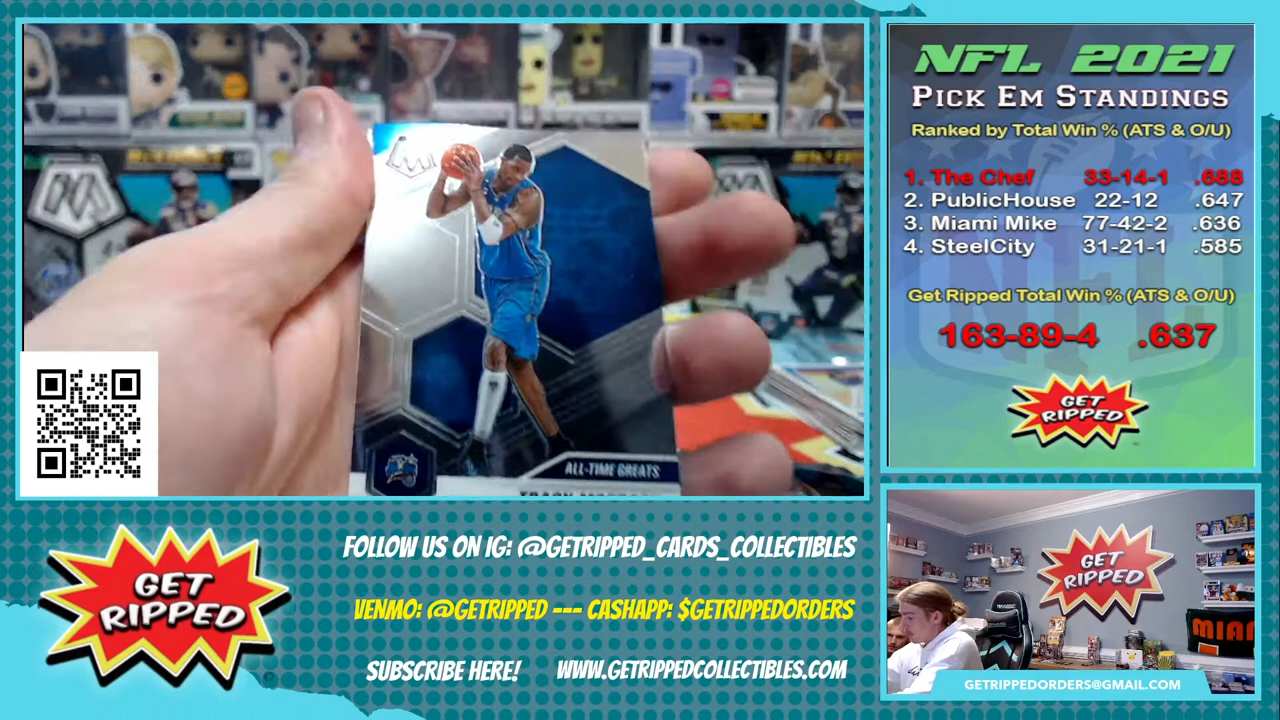 ALL-TIME GREATS
NFL 2021
PICK EM STANDINGS
Ranked by Total Win % (ATS & O/U)
1. The Chef 33-14-1 .688
2. PublicHouse 22-12 .647
3. Miami Mike 77-42-2 .636
4. SteelCity 31-21-1 .585
Get Ripped Total Win % (ATS & O/U)
163-89-4 .637
GET
RIPPED
GET
RIPPED
FOLLOW US ON IG: @GETRIPPED_CARDS_COLLECTIBLES
VENMO: @GETRIPPED --- CASHAPP: $GETRIPPEDORDERS
SUBSCRIBE HERE! WWW.GETRIPPEDCOLLECTIBLES.COM
GET
RIPPED
MIAMI
GETRIPPEDORDERS@GMAIL.COM